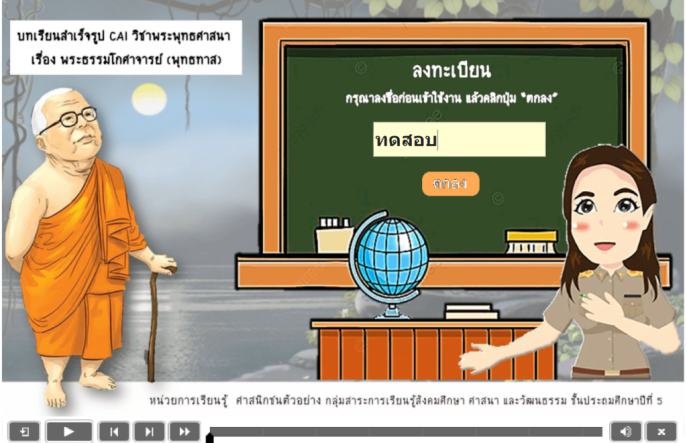 บทเรียนสำเร็จรูป CAI วิชาพระพุทธศาสนา
เรื่อง พระธรรมโกศาจารย์ (พุทธทาส)
ลงทะเบียน
กรุณาลงชื่อก่อนเข้าใช้งาน แล้วคลิกปุ่ม "ตกลง"
ทดสอบ
ตกลง
หน่วยการเรียนรู้ ศาสนิกชนตัวอย่าง กลุ่มสาระการเรียนรู้สังคมศึกษา ศาสนา และวัฒนธรรม ชั้นประถมศึกษาปีที่ 5